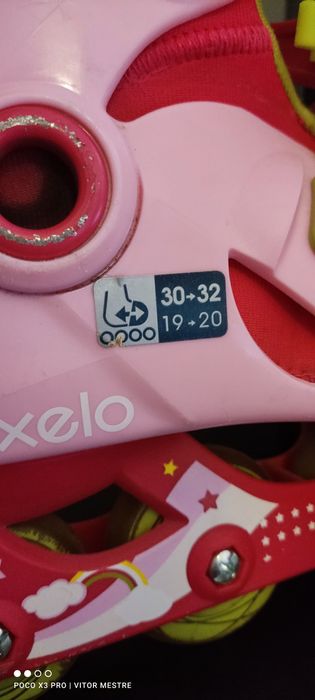 30→32
19→20
xelo
POCO X3 PRO | VITOR MESTRE